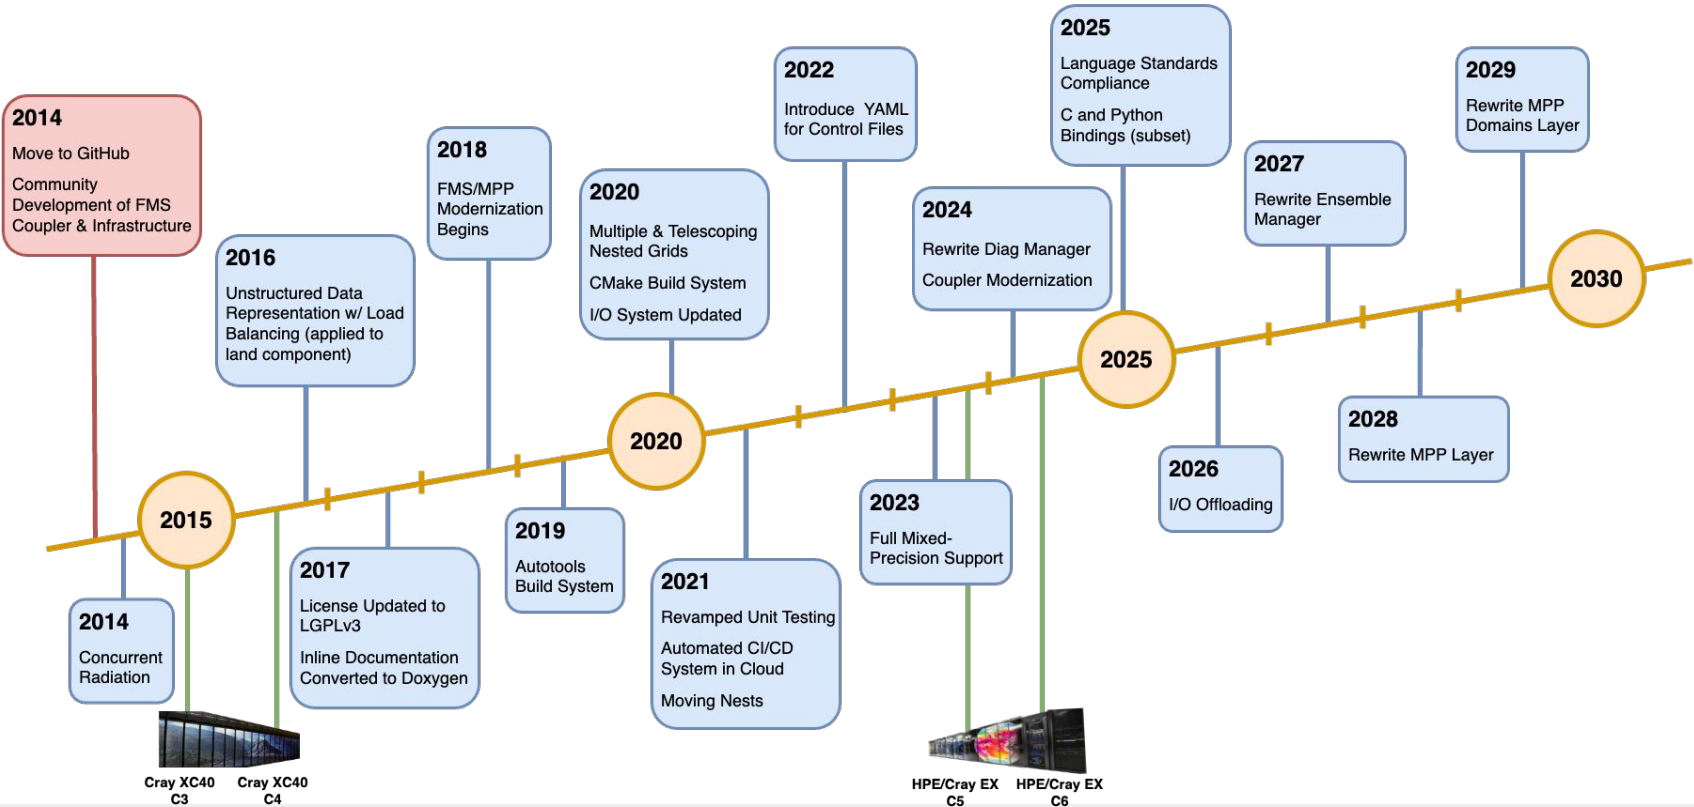 2014
Move to GitHub
Community
Development of FMS
Coupler & Infrastructure
2016
Unstructured Data
Representation w/ Load
Balancing (applied to
land component)
2018
FMS/MPP
Modernization
Begins
2020
Multiple & Telescoping
Nested Grids
CMake Build System
I/O System Updated
2022
Introduce YAML
for Control Files
2024
Rewrite Diag Manager
Coupler Modernization
2025
Language Standards
Compliance
C and Python
Bindings (subset)
2027
Rewrite Ensemble
Manager
2029
Rewrite MPP
Domains Layer
2015
2020
2025
2030
2014
Concurrent
Radiation
2017
License Updated to
LGPLv3
Inline Documentation
Converted to Doxygen
2019
Autotools
Build System
2021
Revamped Unit Testing
Automated CI/CD
System in Cloud
Moving Nests
2023
Full Mixed-
Precision Support
2026
I/O Offloading
2028
Rewrite MPP Layer
Cray XC40
C3
Cray XC40
C4
HPE/Cray EX
C5
HPE/Cray EX
C6